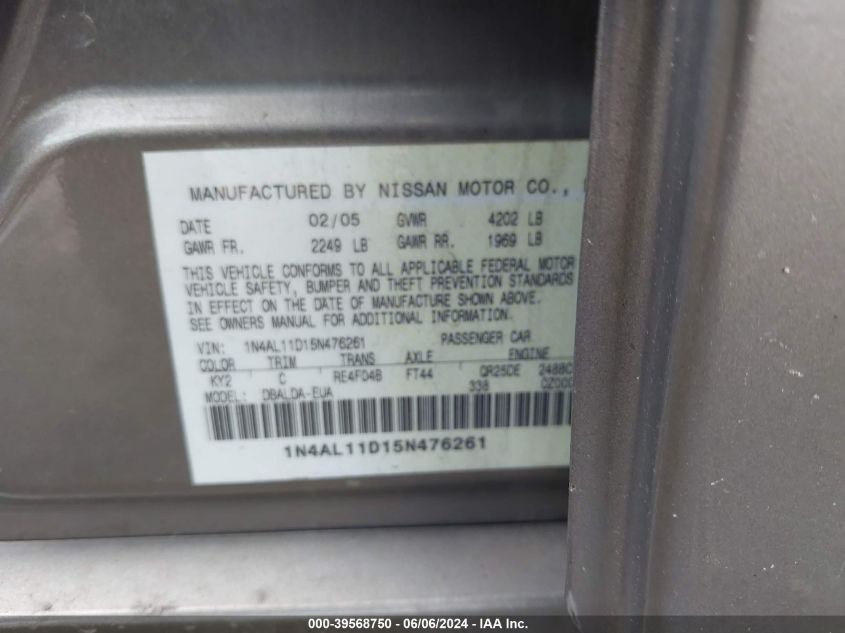 MANUFACTURED BY NISSAN MOTOR CO.,
DATE 02/05 GVWR 4202 LB
GAWR FR. 2249 LB GAWR RR. 1969 LB
THIS VEHICLE CONFORMS TO ALL APPLICABLE FEDERAL MOTOR
VEHICLE SAFETY, BUMPER AND THEFT PREVENTION STANDARDS
IN EFFECT ON THE DATE OF MANUFACTURE SHOWN ABOVE.
SEE OWNERS MANUAL FOR ADDITIONAL INFORMATION.
VIN: 1N4AL11D15N476261 PASSENGER CAR
COLOR TRIM TRANS AXLE ENGINE
KY2 C RE4F04B FT44 QR25DE 2488C
MODEL: DBALDA-EUA 338
1N4AL11D15N476261
000-39568750 - 06/06/2024 - IAA Inc.